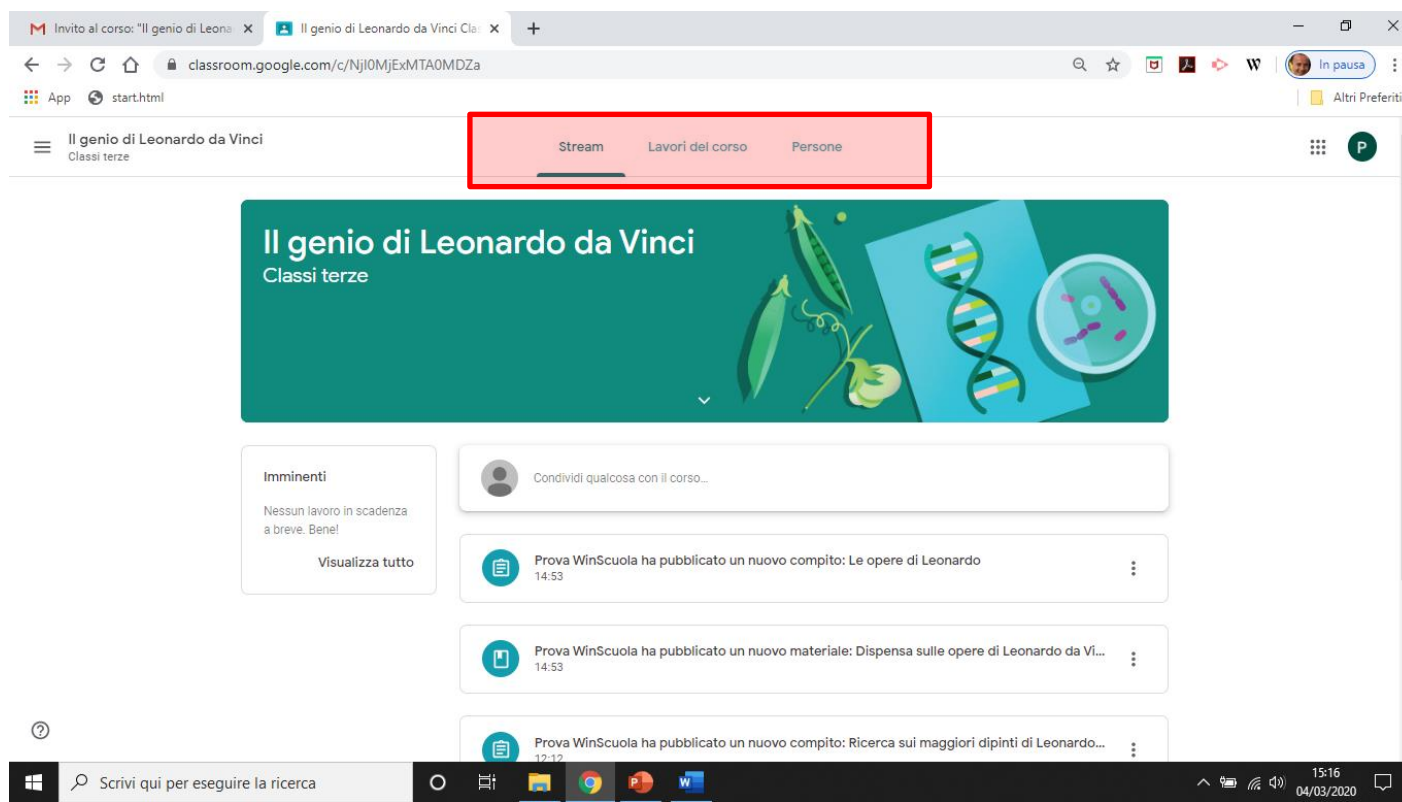 Invito al corso: "Il genio di Leona
Il genio di Leonardo da Vinci Cla
classroom.google.com/c/NjI0MjExMTA0MDZa
In pausa
App start.html
Altri Preferiti
Il genio di Leonardo da Vinci
Classi terze
Stream Lavori del corso Persone
P
Il genio di Leonardo da Vinci
Classi terze
Imminenti
Nessun lavoro in scadenza
a breve. Bene!
Visualizza tutto
Condividi qualcosa con il corso...
Prova WinScuola ha pubblicato un nuovo compito: Le opere di Leonardo
14:53
Prova WinScuola ha pubblicato un nuovo materiale: Dispensa sulle opere di Leonardo da Vi...
14:53
Prova WinScuola ha pubblicato un nuovo compito: Ricerca sui maggiori dipinti di Leonardo...
12:12
Scrivi qui per eseguire la ricerca
15:16
04/03/2020